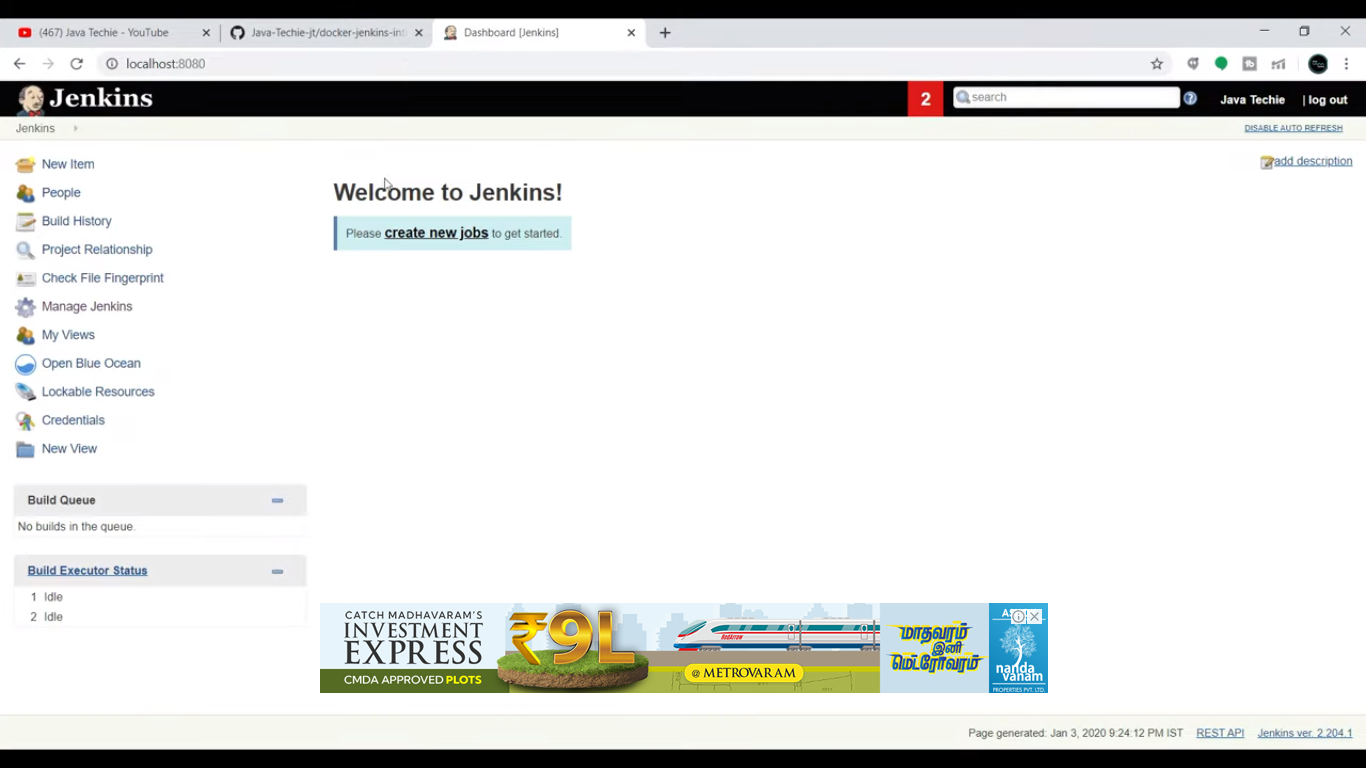 (467) Java Techie - YouTube
Java-Techie-jt/docker-jenkins-int
Dashboard [Jenkins]
localhost:8080
Jenkins
2
search
Java Techie
| log out
Jenkins
DISABLE AUTO REFRESH
New Item
People
Build History
Project Relationship
Check File Fingerprint
Manage Jenkins
My Views
Open Blue Ocean
Lockable Resources
Credentials
New View
add description
Welcome to Jenkins!
Please create new jobs to get started.
Build Queue
No builds in the queue.
Build Executor Status
1 Idle
2 Idle
CATCH MADHAVARAM'S
INVESTMENT
EXPRESS
CMDA APPROVED PLOTS
₹9L
@ METROVARAM
மாதவரம்
இனி
மெட்ரோவரம்
nanda
vanam
PROPERTIES PVT. LTD.
Page generated: Jan 3, 2020 9:24:12 PM IST
REST API
Jenkins ver. 2.204.1